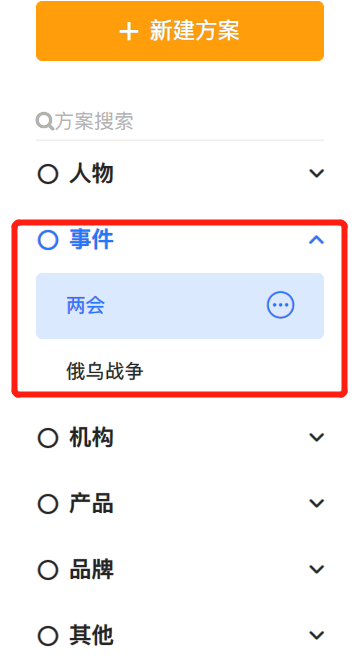 + 新建方案
方案搜索
人物
事件
两会
俄乌战争
机构
产品
品牌
其他